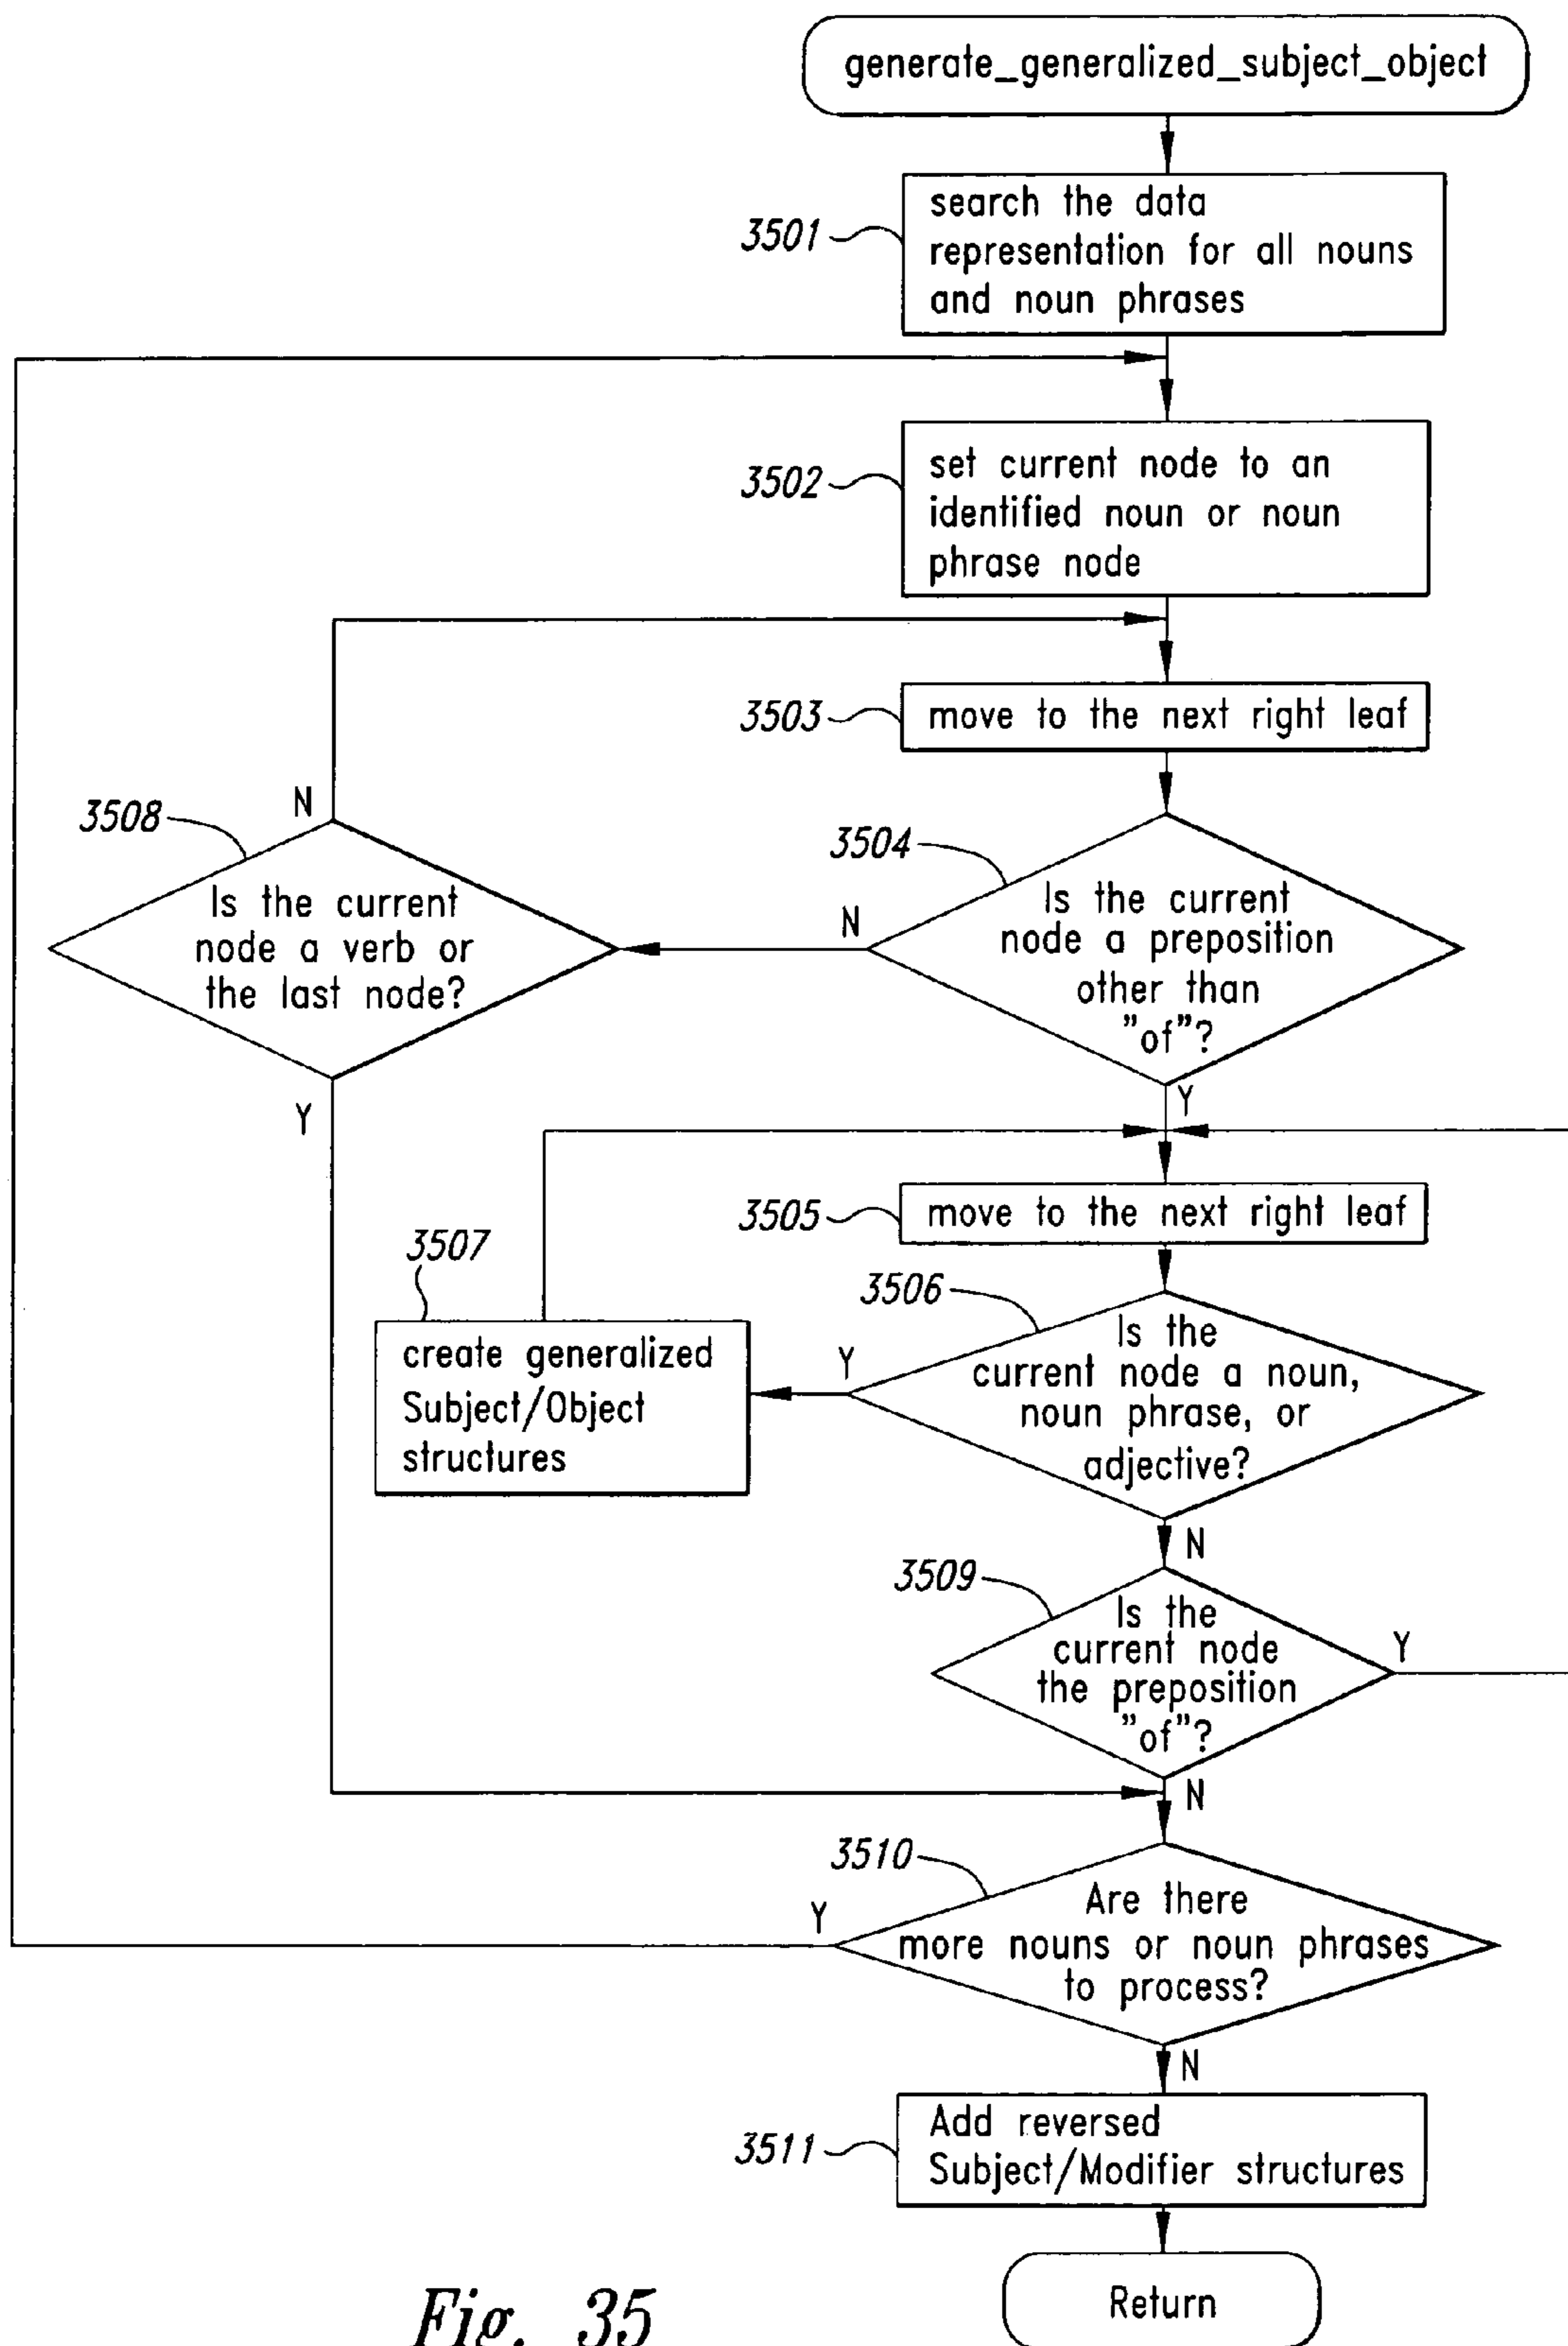 generate_generalized_subject_object
3501
search the data
representation for all nouns
and noun phrases
3502
set current node to an
identified noun or noun
phrase node
3503
move to the next right leaf
3508
N
Is the current
node a verb or
the last node?
Y
3504
N
Is the current
node a preposition
other than
"of"?
Y
3505
move to the next right leaf
3507
create generalized
Subject/Object
structures
3506
Y
Is the
current node a noun,
noun phrase, or
adjective?
N
3509
Is the
current node
the preposition
"of"?
Y
N
3510
Y
Are there
more nouns or noun phrases
to process?
N
3511
Add reversed
Subject/Modifier structures
Return
Fig. 35